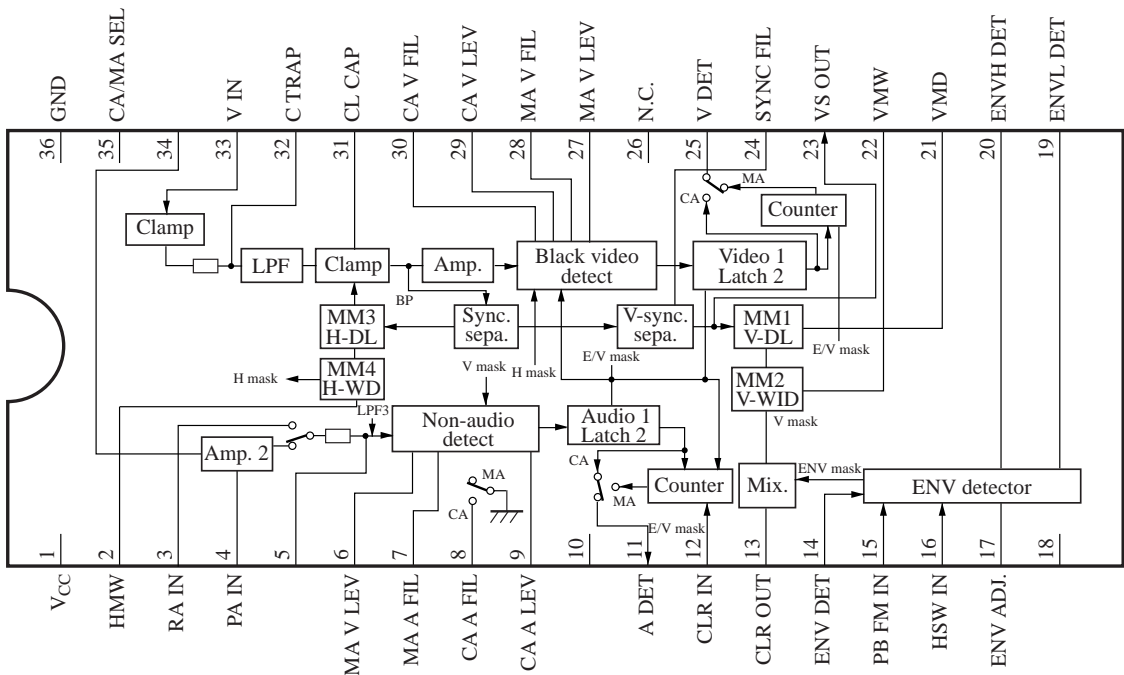 GND
CA/MA SEL
V IN
C TRAP
CL CAP
CA V FIL
CA V LEV
MA V FIL
MA V LEV
N.C.
V DET
SYNC FIL
VS OUT
VMW
VMD
ENVH DET
ENVL DET
36
35
34
33
32
31
30
29
28
27
26
25
24
23
22
21
20
19
MA
CA
Counter
Clamp
LPF
Clamp
Amp.
Black video
detect
Video 1
Latch 2
BP
MM3
H-DL
Sync.
sepa.
V-sync.
sepa.
MM1
V-DL
E/V mask
E/V mask
V mask
H mask
H mask
MM4
H-WD
MM2
V-WID
V mask
LPF3
Non-audio
detect
Audio 1
Latch 2
Amp. 2
CA
MA
MA
CA
Counter
Mix.
ENV mask
ENV detector
E/V mask
1
2
3
4
5
6
7
8
9
10
11
12
13
14
15
16
17
18
VCC
HMW
RA IN
PA IN
MA V LEV
MA A FIL
CA A FIL
CA A LEV
A DET
CLR IN
CLR OUT
ENV DET
PB FM IN
HSW IN
ENV ADJ.